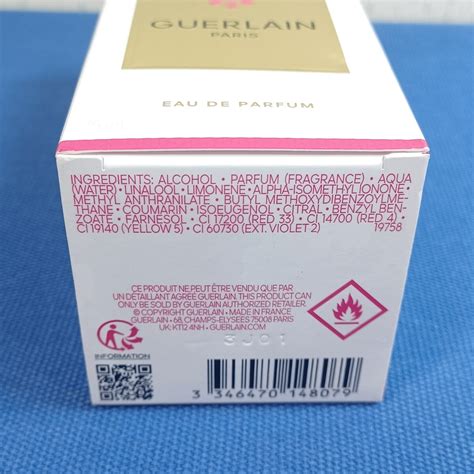 GUERLAIN
PARIS
EAU DE PARFUM
INGREDIENTS: ALCOHOL • PARFUM (FRAGRANCE) • AQUA
(WATER) • LINALOOL • LIMONENE • ALPHA-ISOMETHYL IONONE •
METHYL ANTHRANILATE • BUTYL METHOXYDIBENZOYLME-
THANE • COUMARIN • ISOEUGENOL • CITRAL • BENZYL BEN-
ZOATE • FARNESOL • CI 17200 (RED 33) • CI 14700 (RED 4) •
CI 19140 (YELLOW 5) • CI 60730 (EXT. VIOLET 2) 19758
CE PRODUIT NE PEUT ÊTRE VENDU QUE PAR
UN DÉTAILLANT AGRÉÉ GUERLAIN. THIS PRODUCT CAN
ONLY BE SOLD BY GUERLAIN AUTHORIZED RETAILER.
© COPYRIGHT GUERLAIN • MADE IN FRANCE
GUERLAIN • 68, CHAMPS-ELYSEES 75008 PARIS
UK: KT12 4NH • GUERLAIN.COM
INFORMATION
3J01
3 346470 148079